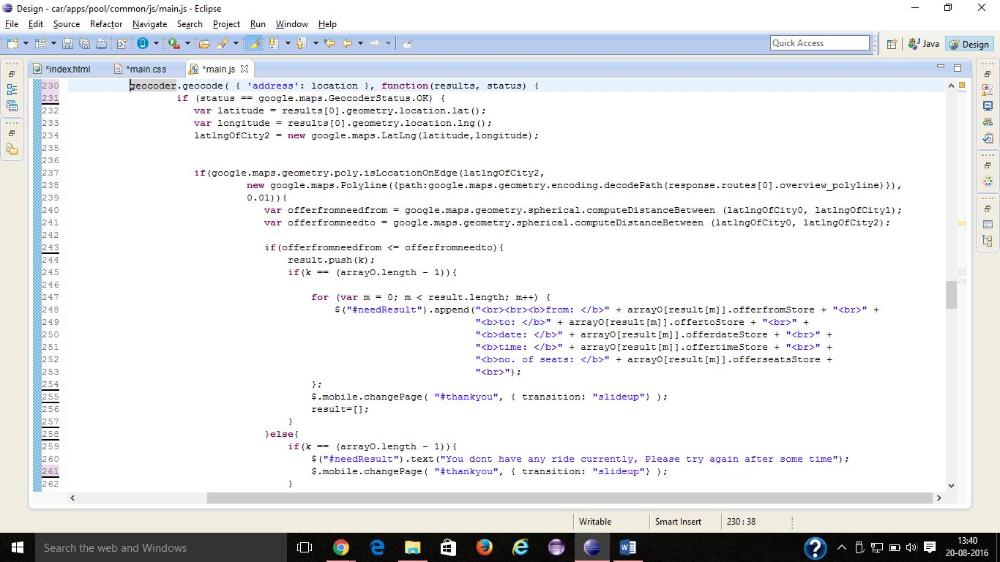 Design - car/apps/pool/common/js/main.js - Eclipse
File Edit Source Refactor Navigate Search Project Run Window Help
Quick Access
Java
Design
*index.html
*main.css
*main.js
230 geocoder.geocode( { 'address': location }, function(results, status) {
231 if (status == google.maps.GeocoderStatus.OK) {
232 var latitude = results[0].geometry.location.lat();
233 var longitude = results[0].geometry.location.lng();
234 latlngOfCity2 = new google.maps.LatLng(latitude,longitude);
235
236
237 if(google.maps.geometry.poly.isLocationOnEdge(latlngOfCity2,
238 new google.maps.Polyline({path:google.maps.geometry.encoding.decodePath(response.routes[0].overview_polyline)}),
239 0.01)){
240 var offerfromneedfrom = google.maps.geometry.spherical.computeDistanceBetween (latlngOfCity0, latlngOfCity1);
241 var offerfromneedto = google.maps.geometry.spherical.computeDistanceBetween (latlngOfCity0, latlngOfCity2);
242
243 if(offerfromneedfrom <= offerfromneedto){
244 result.push(k);
245 if(k == (arrayO.length - 1)){
246
247 for (var m = 0; m < result.length; m++) {
248 $("#needResult").append("<br><br><b>from: </b>" + arrayO[result[m]].offerfromStore + "<br>" +
249 "<b>to: </b>" + arrayO[result[m]].offertoStore + "<br>" +
250 "<b>date: </b>" + arrayO[result[m]].offerdateStore + "<br>" +
251 "<b>time: </b>" + arrayO[result[m]].offertimeStore + "<br>" +
252 "<b>no. of seats: </b>" + arrayO[result[m]].offerseatsStore +
253 "<br>");
254 };
255 $.mobile.changePage( "#thankyou", { transition: "slideup"} );
256 result=[];
257 }
258 }else{
259 if(k == (arrayO.length - 1)){
260 $("#needResult").text("You dont have any ride currently, Please try again after some time");
261 $.mobile.changePage( "#thankyou", { transition: "slideup"} );
262 }
Writable
Smart Insert
230 : 38
Search the web and Windows
13:40
20-08-2016